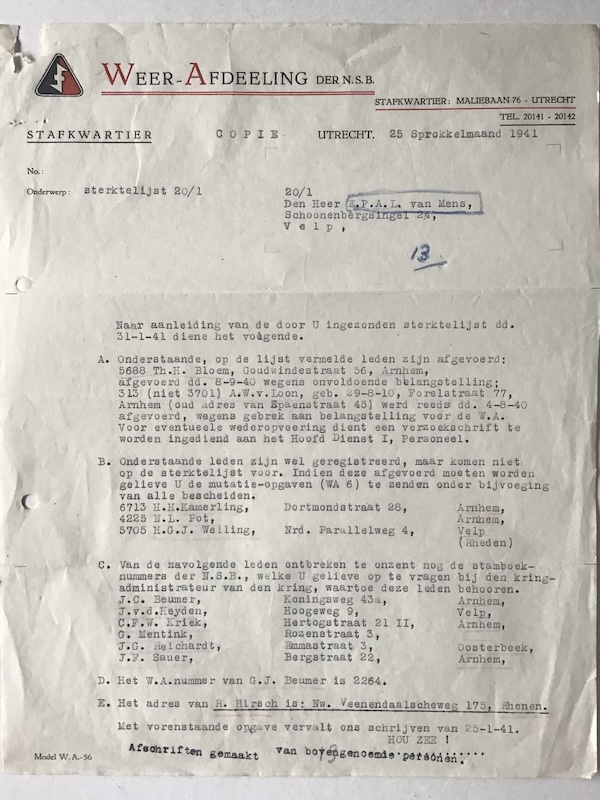 WEER-AFDEELING DER N.S.B.
STAFKWARTIER: MALIEBAAN 76 - UTRECHT
TEL. 20141 - 20142
STAFKWARTIER COPIE UTRECHT, 25 Sprokkelmaand 1941
No.:
Onderwerp: sterktelijst 20/1
20/1
Den Heer E.P.A.L. van Mens,
Schoonenbergsingel 24,
Velp,
13
Naar aanleiding van de door U ingezonden sterktelijst dd.
31-1-41 diene het volgende.
A. Onderstaande, op de lijst vermelde leden zijn afgevoerd:
5688 Th.H. Bloem, Goudwindestraat 56, Arnhem,
afgevoerd dd. 8-9-40 wegens onvoldoende belangstelling;
313 (niet 3701) A.W.v.Loon, geb. 29-8-10, Forelstraat 77,
Arnhem (oud adres van Spaenstraat 45) werd reeds dd. 4-8-40
afgevoerd, wegens gebrek aan belangstelling voor de W.A.
Voor eventueele wederopveering dient een verzoekschrift te
worden ingediend aan het Hoofd Dienst I, Personeel.
B. Onderstaande leden zijn wel geregistreerd, maar komen niet
op de sterktelijst voor. Indien deze afgevoerd moeten worden
gelieve U de mutatie-opgaven (WA 6) te zenden onder bijvoeging
van alle bescheiden.
6713 H.H.Kamerling, Dortmondstraat 28, Arnhem,
4225 N.L. Pot, Arnhem,
5705 H.G.J. Welling, Nrd. Parallelweg 4, Velp
(Rheden)
C. Van de navolgende leden ontbreken te onzent nog de stamboek-
nummers der N.S.B., welke U gelieve op te vragen bij den kring-
administrateur van den kring, waartoe deze leden behooren.
J.C. Beumer, Koningsweg 43a, Arnhem,
J.v.d.Heyden, Hoogeweg 9, Velp,
C.F.W. Kriek, Hertogstraat 21 II, Arnhem,
G. Mentink, Rozenstraat 3,
J.G. Reichardt, Emmastraat 3, Oosterbeek,
J.F. Sauer, Bergstraat 22, Arnhem,
D. Het W.A.nummer van G.J. Beumer is 2264.
E. Het adres van R. Hirsch is: Nw. Veenendaalscheweg 175, Rhenen.
Met vorenstaande opgave vervalt ons schrijven van 25-1-41.
HOU ZEE !
Afschriften gemaakt van bovengenoemde personen.
13
Model W.A.-56